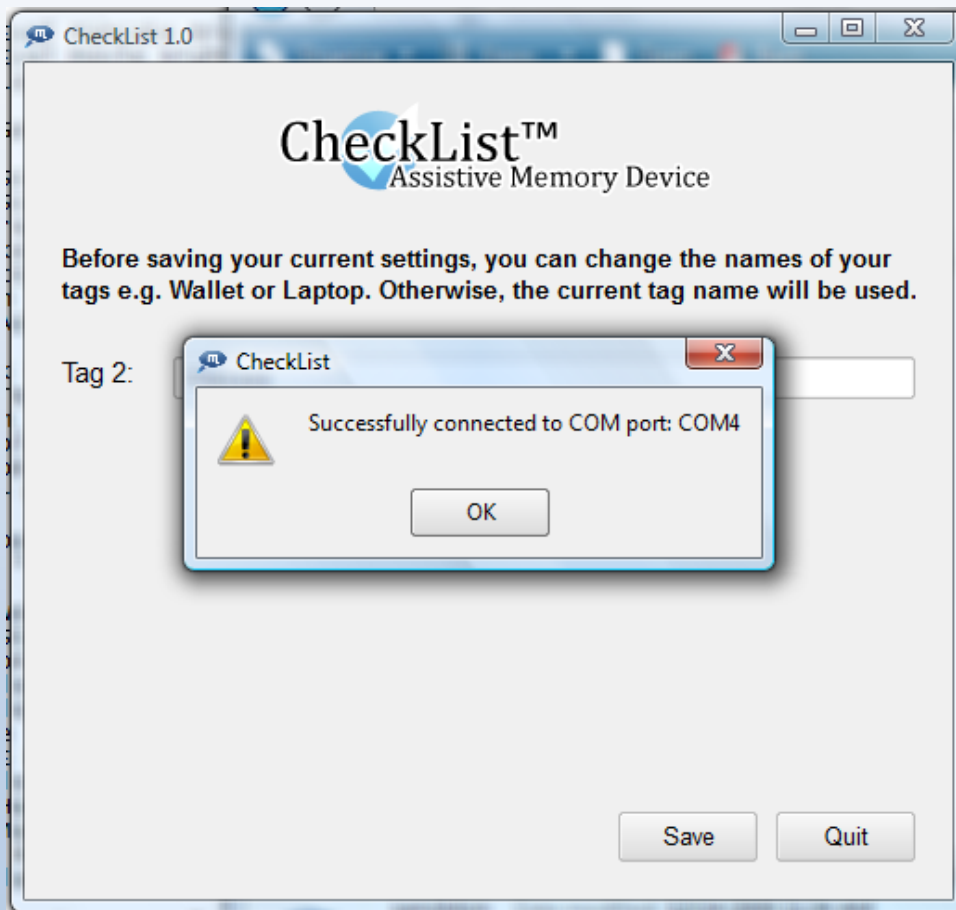 CheckList 1.0
CheckList™
Assistive Memory Device
Before saving your current settings, you can change the names of your
tags e.g. Wallet or Laptop. Otherwise, the current tag name will be used.
Tag 2:
CheckList
Successfully connected to COM port: COM4
OK
Save
Quit